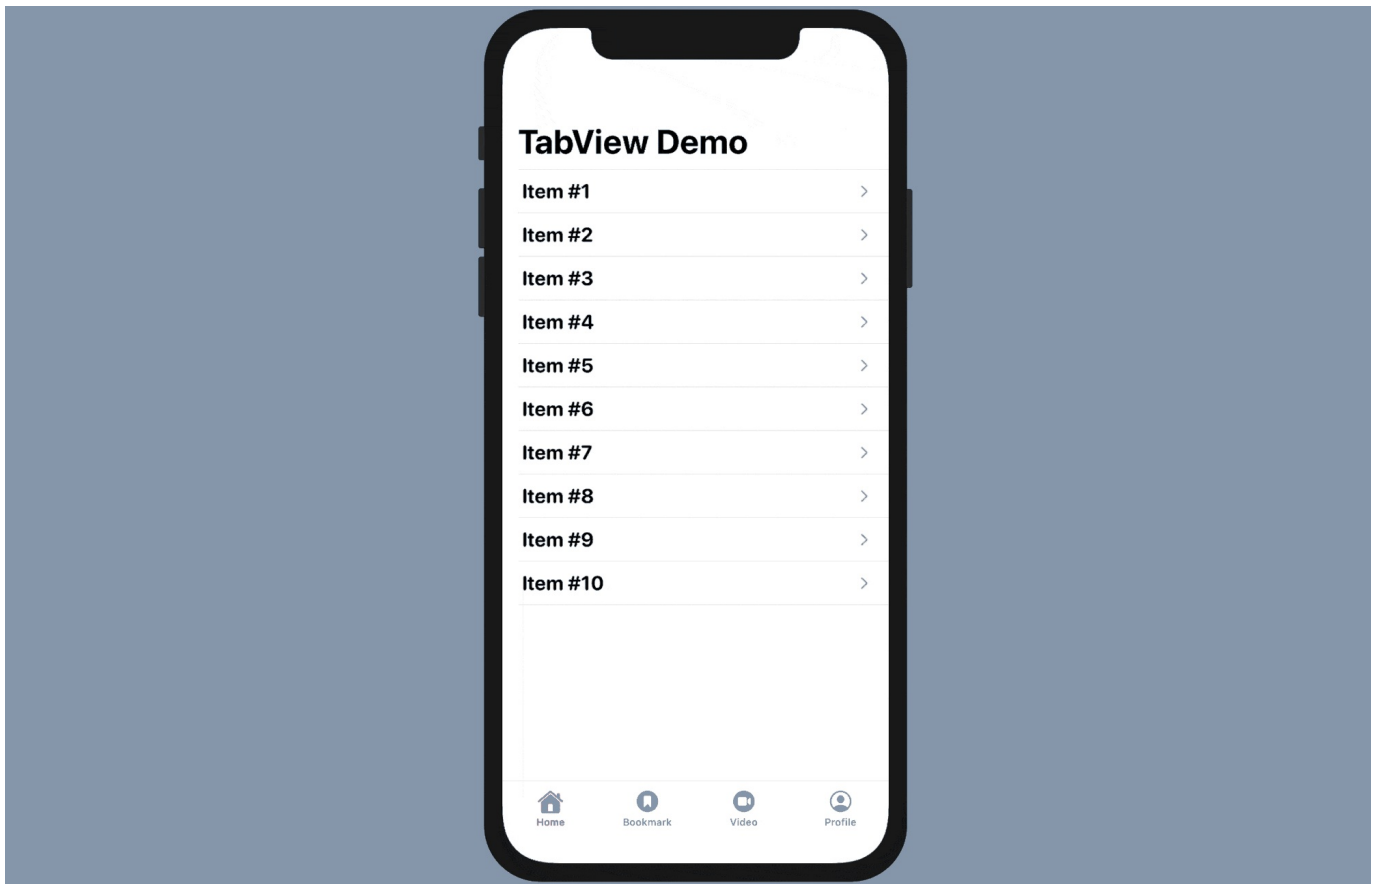 TabView Demo
Item #1
Item #2
Item #3
Item #4
Item #5
Item #6
Item #7
Item #8
Item #9
Item #10
Home Bookmark Video Profile